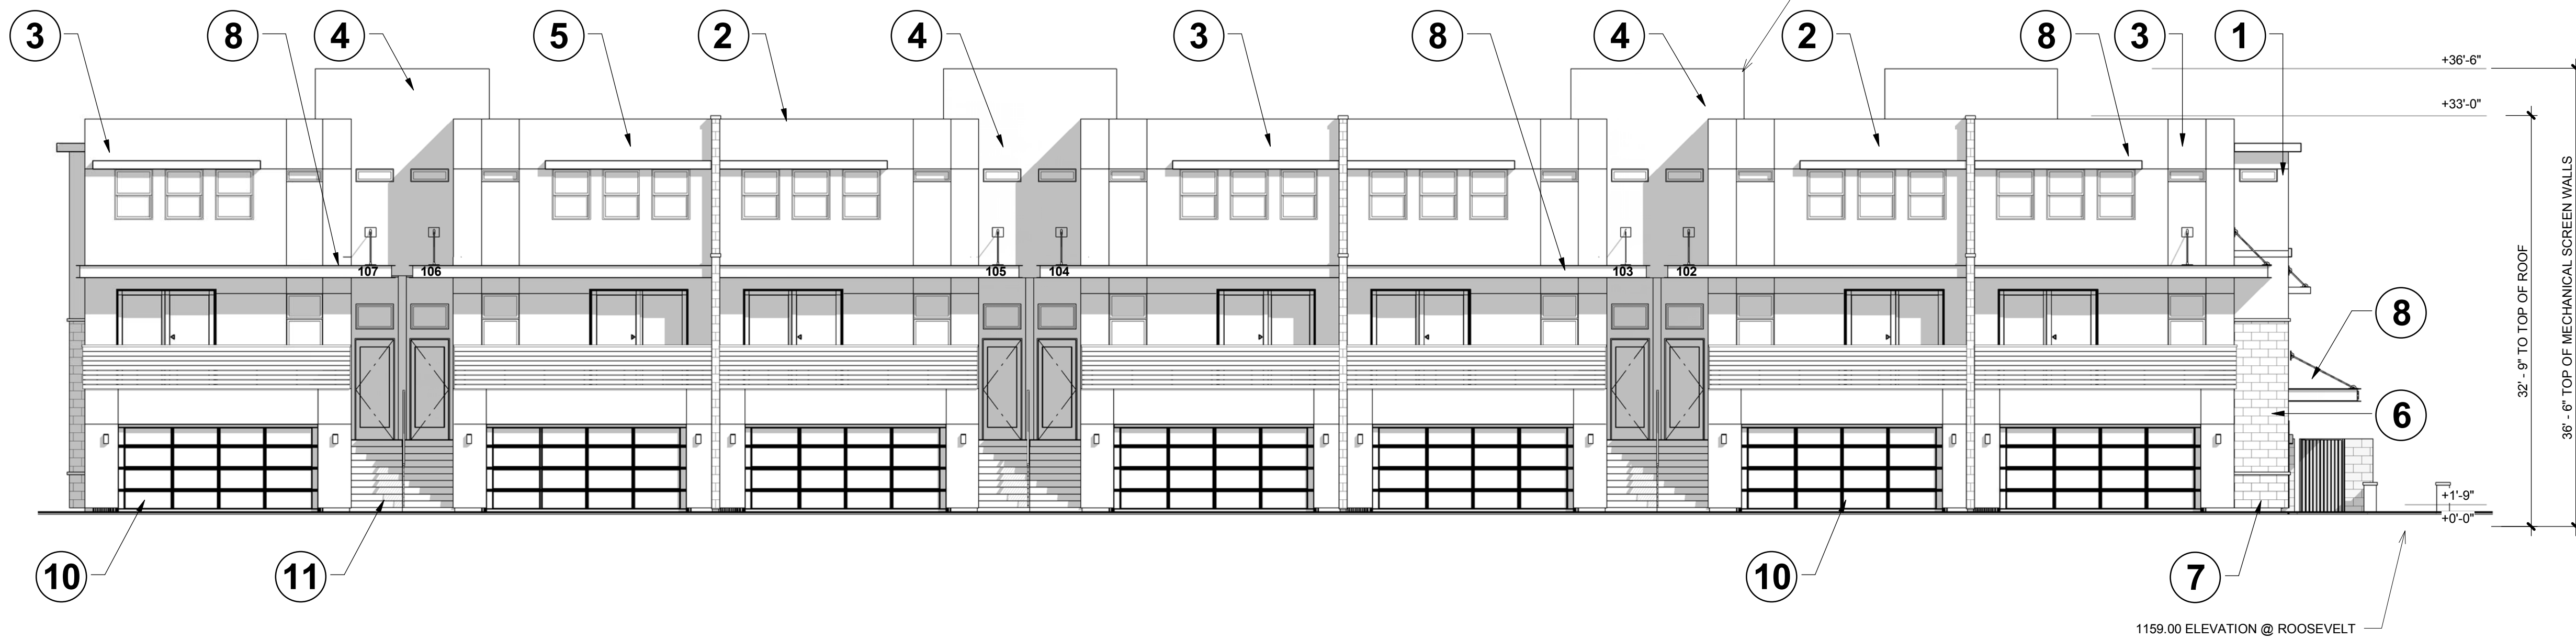 3 8 4 5 2 4 3 8 4 2 8 3 1
+36'-6"
+33'-0"
36' - 6" TOP OF MECHANICAL SCREEN WALLS
32' - 9" TO TOP OF ROOF
107 106 105 104 103 102
8
6
+1'-9"
+0'-0"
10 11 10 7
1159.00 ELEVATION @ ROOSEVELT